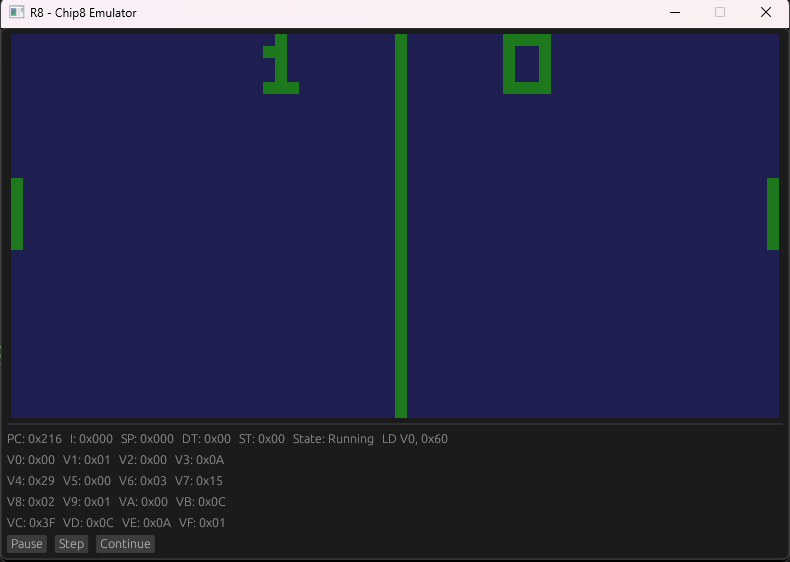 R8 - Chip8 Emulator
1 0
PC: 0x216 I: 0x000 SP: 0x000 DT: 0x00 ST: 0x00 State: Running LD V0, 0x60
V0: 0x00 V1: 0x01 V2: 0x00 V3: 0x0A
V4: 0x29 V5: 0x00 V6: 0x03 V7: 0x15
V8: 0x02 V9: 0x01 VA: 0x00 VB: 0x0C
VC: 0x3F VD: 0x0C VE: 0x0A VF: 0x01
Pause Step Continue